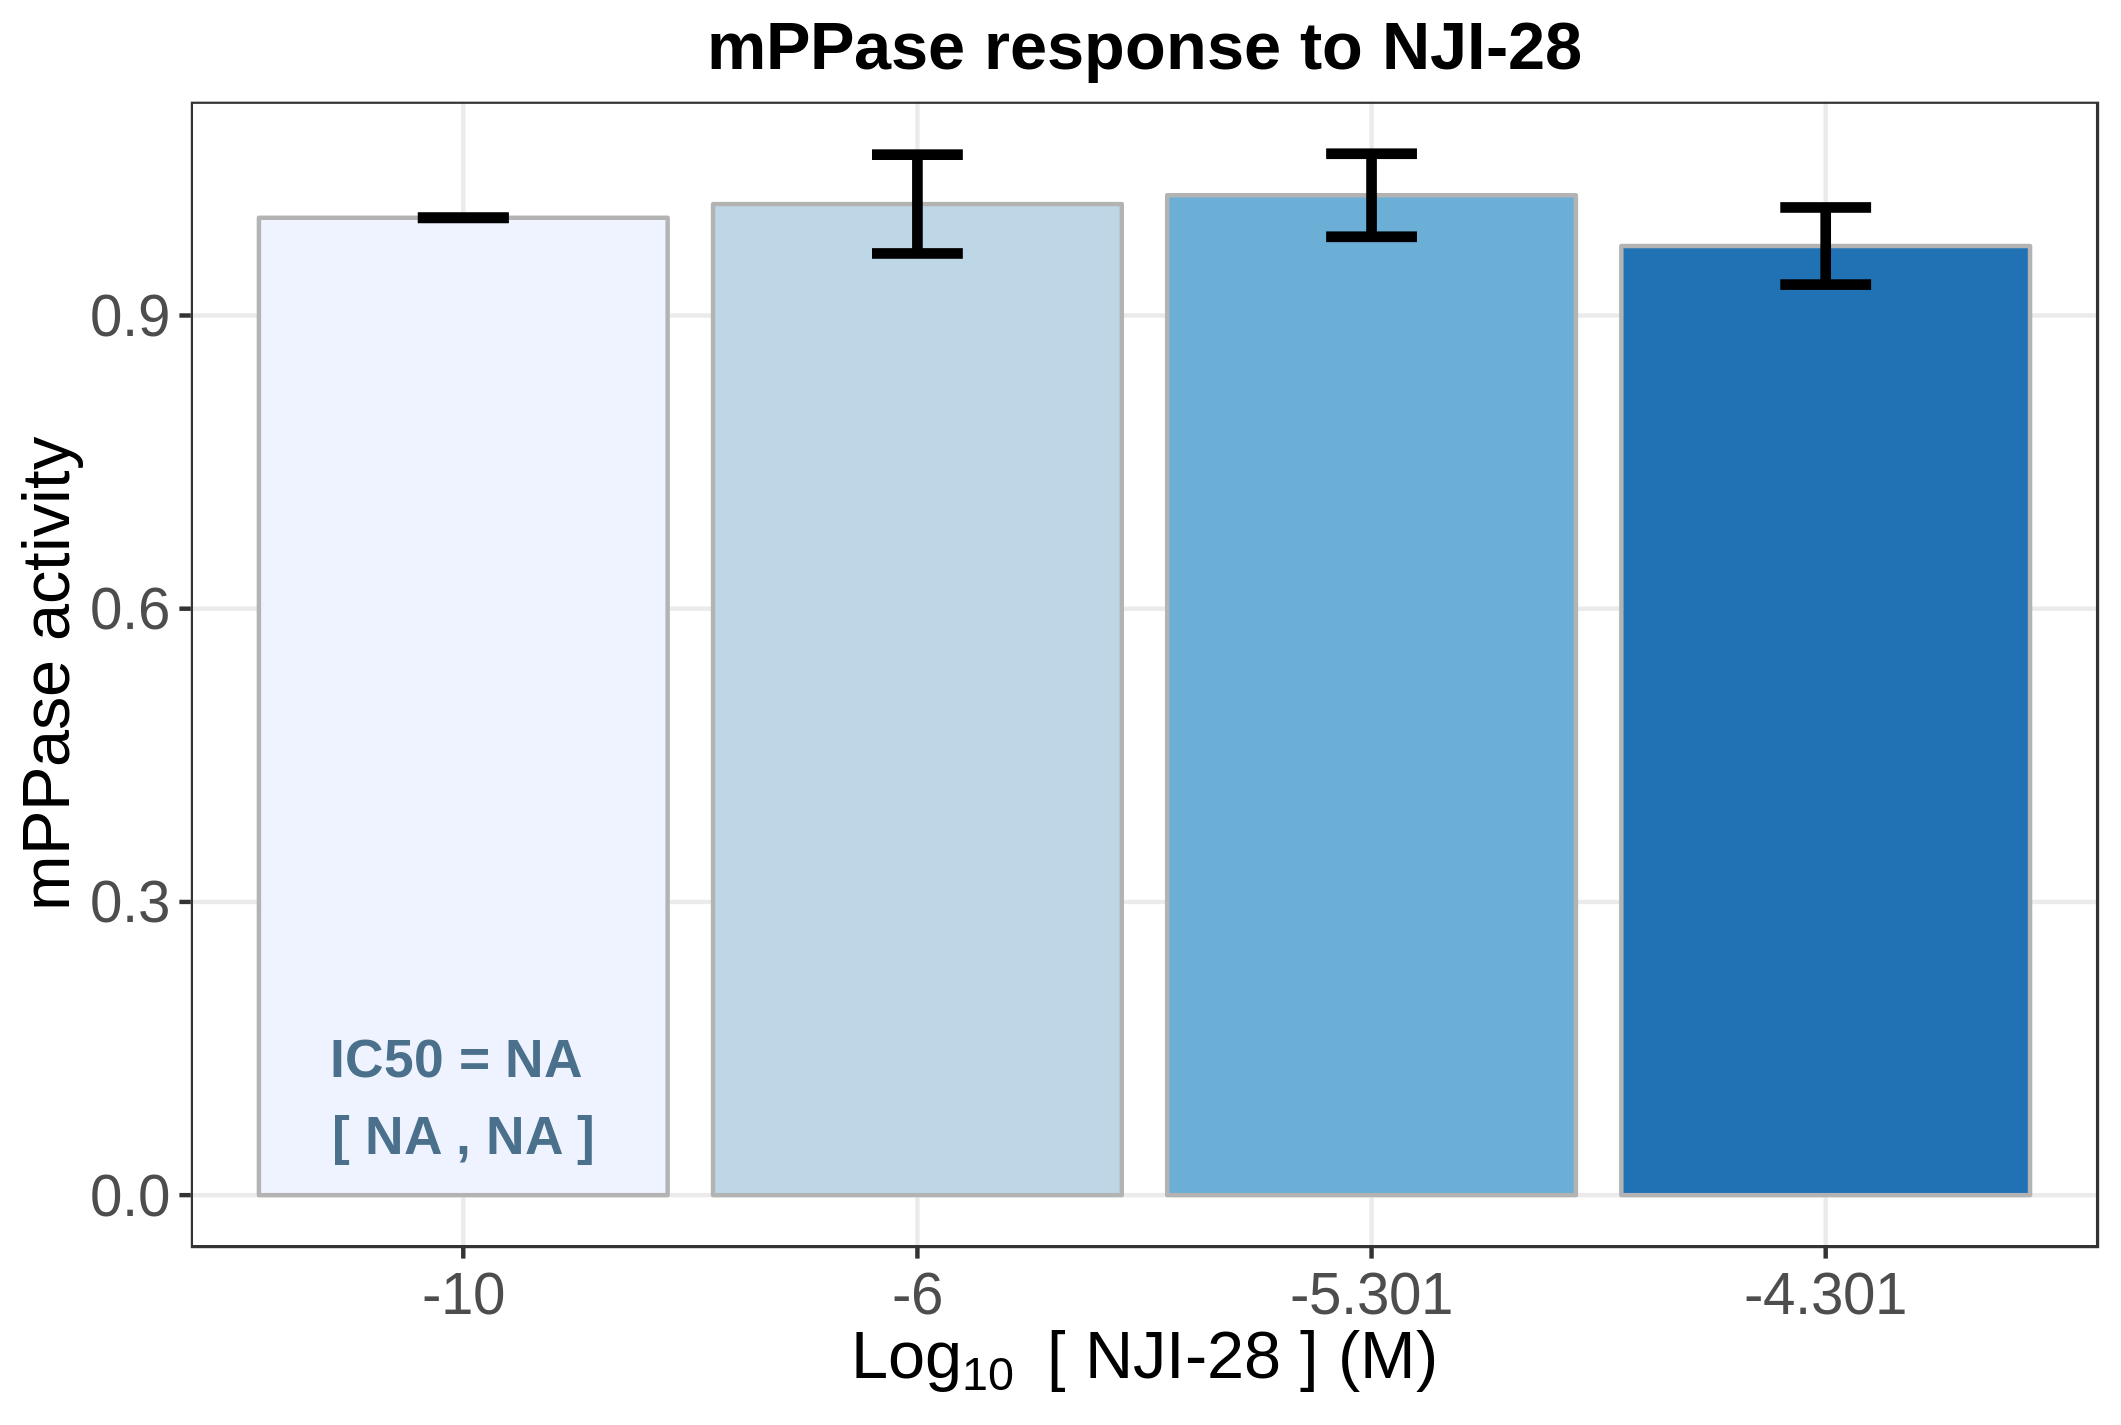 mPPase response to NJI-28
mPPase activity
0.9
0.6
0.3
0.0
IC50 = NA
[ NA , NA ]
-10
-6
-5.301
-4.301
Log10 [ NJI-28 ] (M)